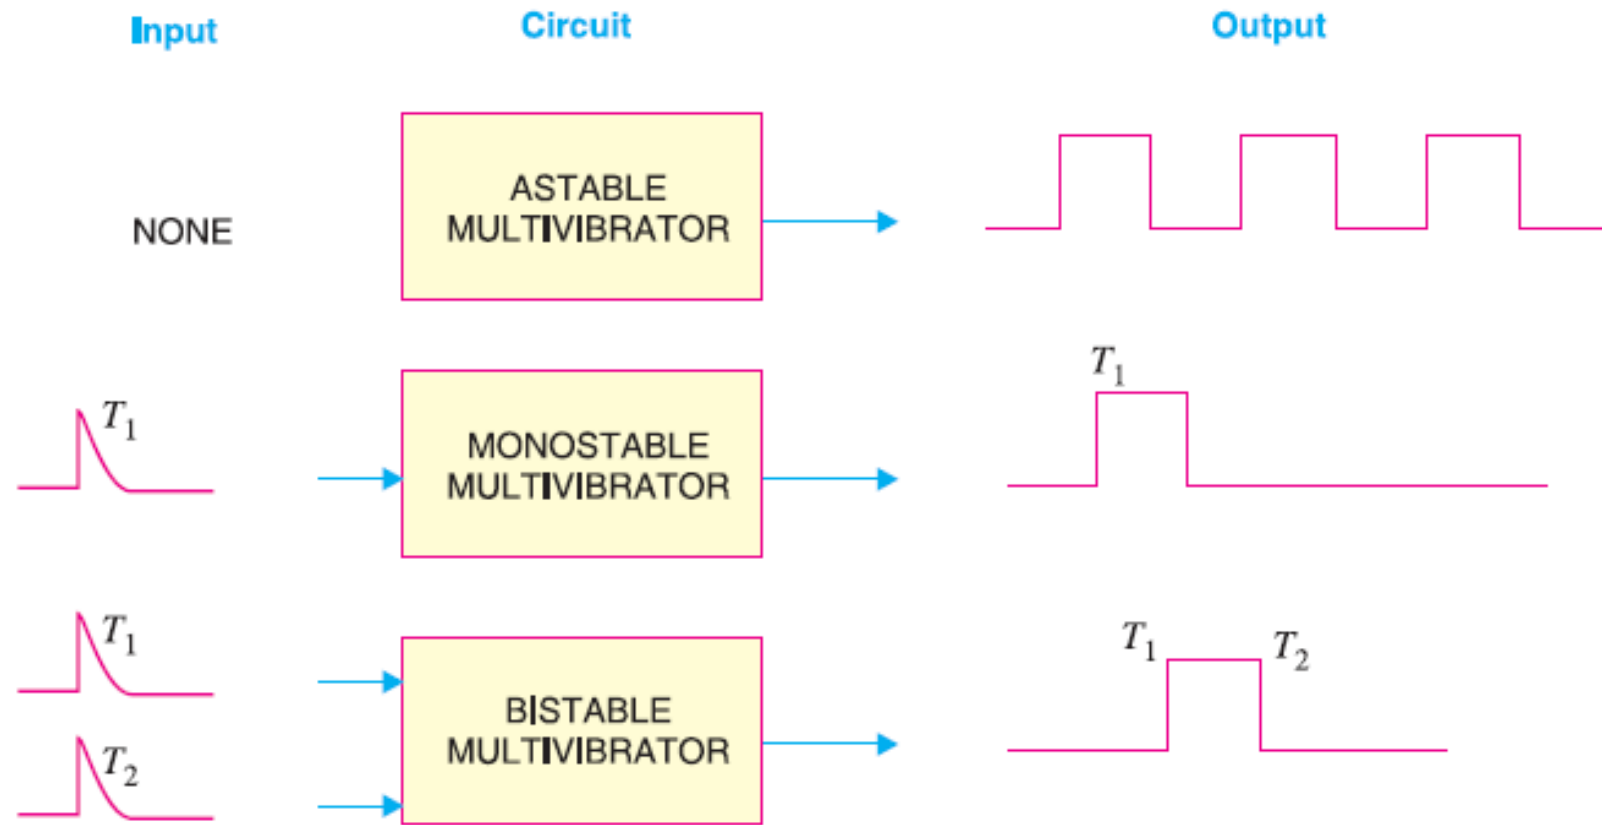 Input Circuit Output
ASTABLE
MULTIVIBRATOR
NONE
T1
T1
MONOSTABLE
MULTIVIBRATOR
T1
T1 T2
BISTABLE
MULTIVIBRATOR
T2